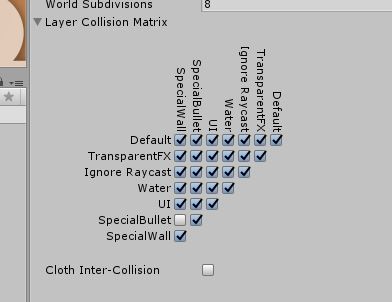 World Subdivisions 8
Layer Collision Matrix
SpecialWall SpecialBullet UI Water Ignore Raycast TransparentFX Default
Default
TransparentFX
Ignore Raycast
Water
UI
SpecialBullet
SpecialWall
Cloth Inter-Collision